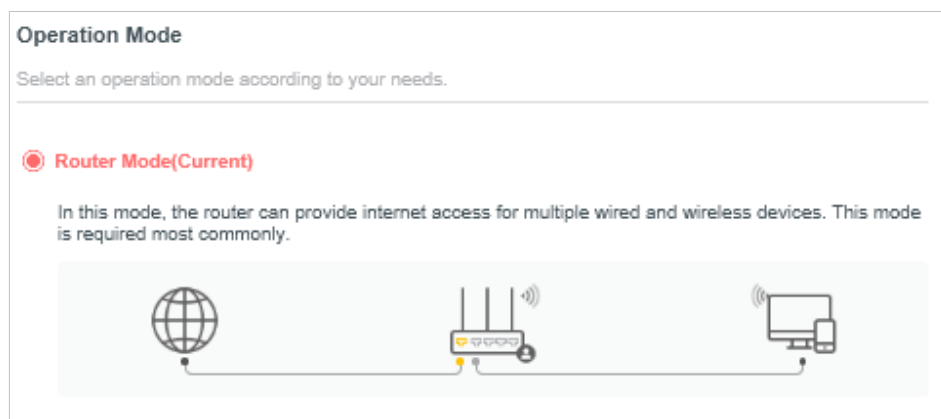 Operation Mode
Select an operation mode according to your needs.
Router Mode(Current)
In this mode, the router can provide internet access for multiple wired and wireless devices. This mode
is required most commonly.